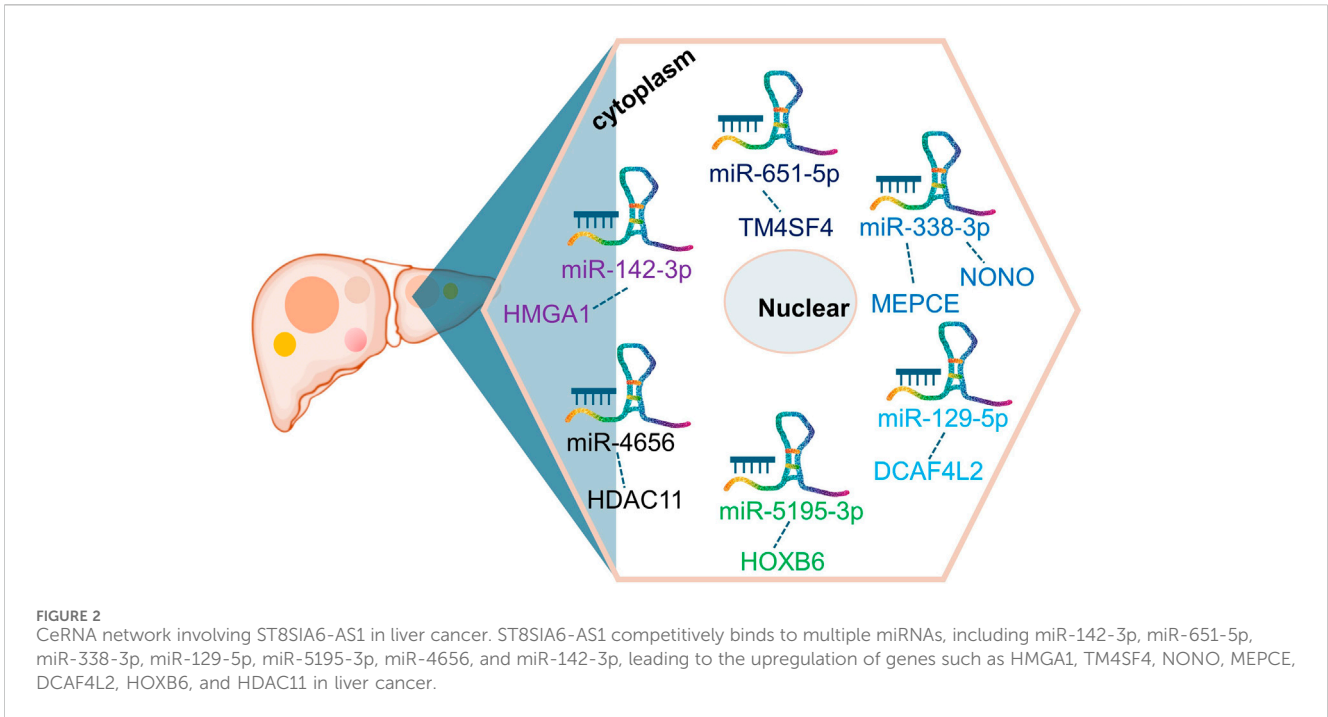 cytoplasm
miR-651-5p
TM4SF4
miR-338-3p
NONO
MEPCE
miR-142-3p
HMGA1
Nuclear
miR-129-5p
DCAF4L2
miR-4656
HDAC11
miR-5195-3p
HOXB6
FIGURE 2
CeRNA network involving ST8SIA6-AS1 in liver cancer. ST8SIA6-AS1 competitively binds to multiple miRNAs, including miR-142-3p, miR-651-5p,
miR-338-3p, miR-129-5p, miR-5195-3p, miR-4656, and miR-142-3p, leading to the upregulation of genes such as HMGA1, TM4SF4, NONO, MEPCE,
DCAF4L2, HOXB6, and HDAC11 in liver cancer.